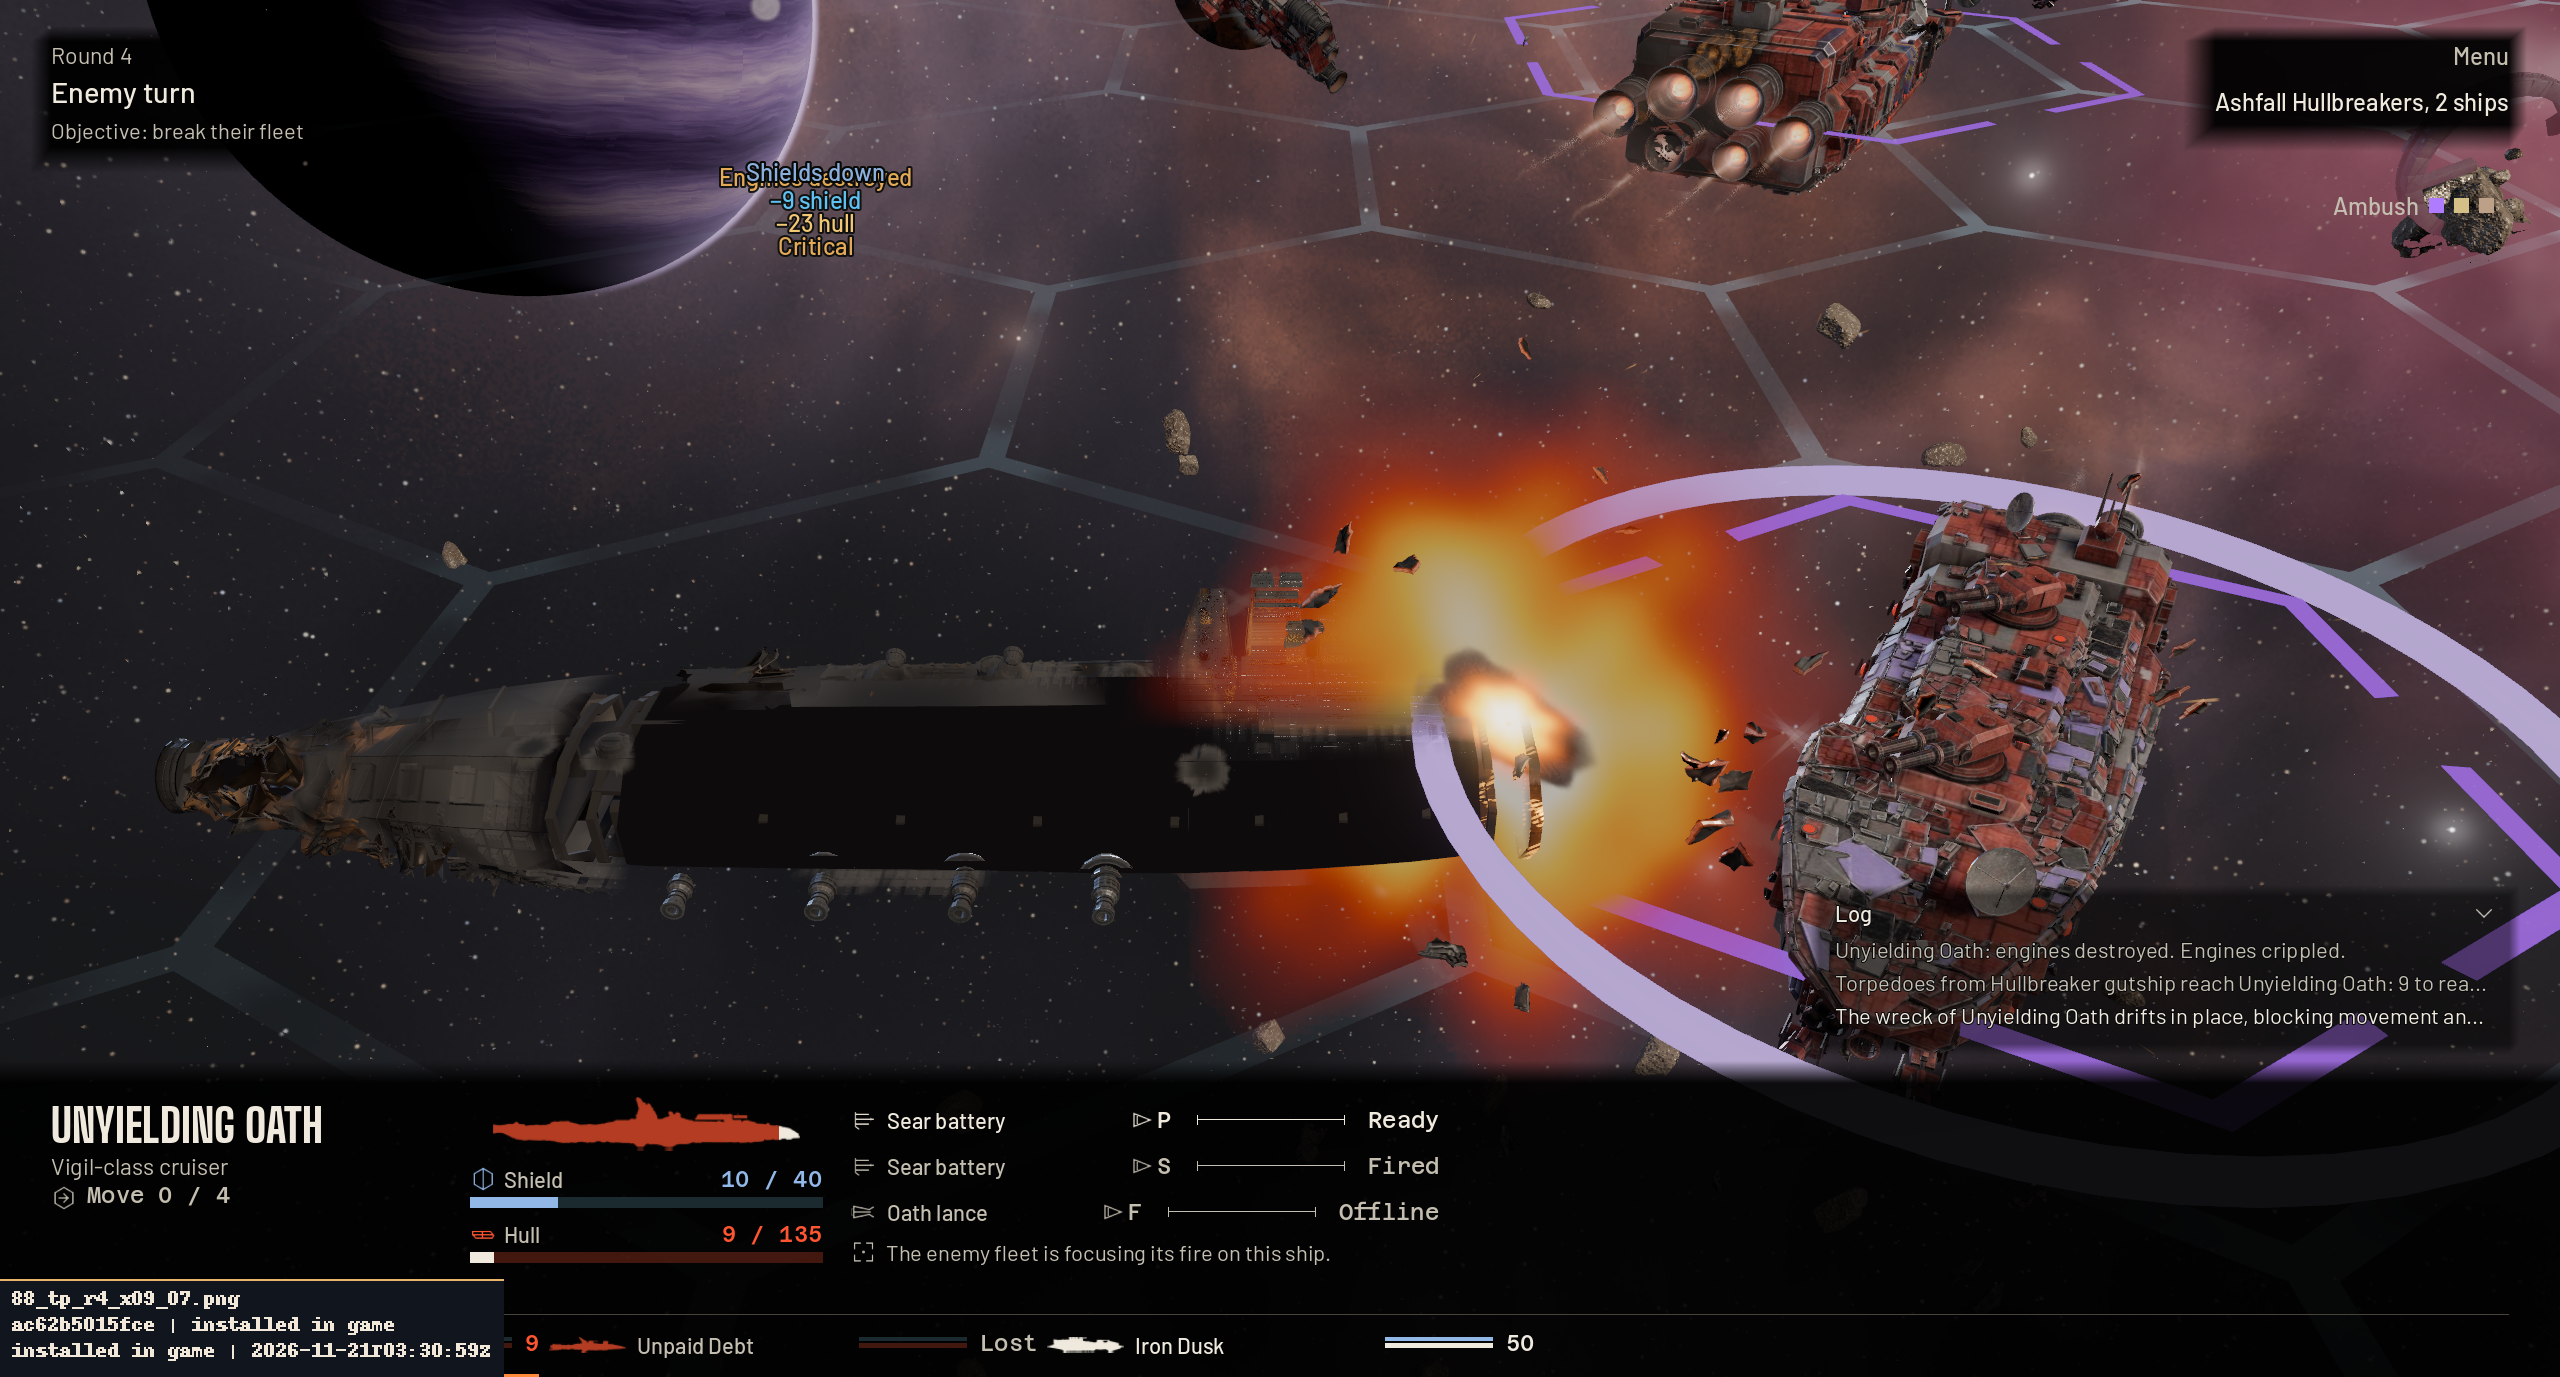 Round 4
Enemy turn
Objective: break their fleet
Menu
Ashfall Hullbreakers, 2 ships
Ambush
Shields down
Engines destroyed
−9 shield
−23 hull
Critical
Log
Unyielding Oath: engines destroyed. Engines crippled.
Torpedoes from Hullbreaker gutship reach Unyielding Oath: 9 to rea...
The wreck of Unyielding Oath drifts in place, blocking movement an...
UNYIELDING OATH
Vigil-class cruiser
Move 0 / 4
Shield 10 / 40
Hull 9 / 135
Sear battery P Ready
Sear battery S Fired
Oath lance F Offline
The enemy fleet is focusing its fire on this ship.
88_tp_r4_x09_07.png
ac62b5015fce | installed in game
installed in game | 2026-11-21r03:30:59z
9 Unpaid Debt Lost Iron Dusk 50